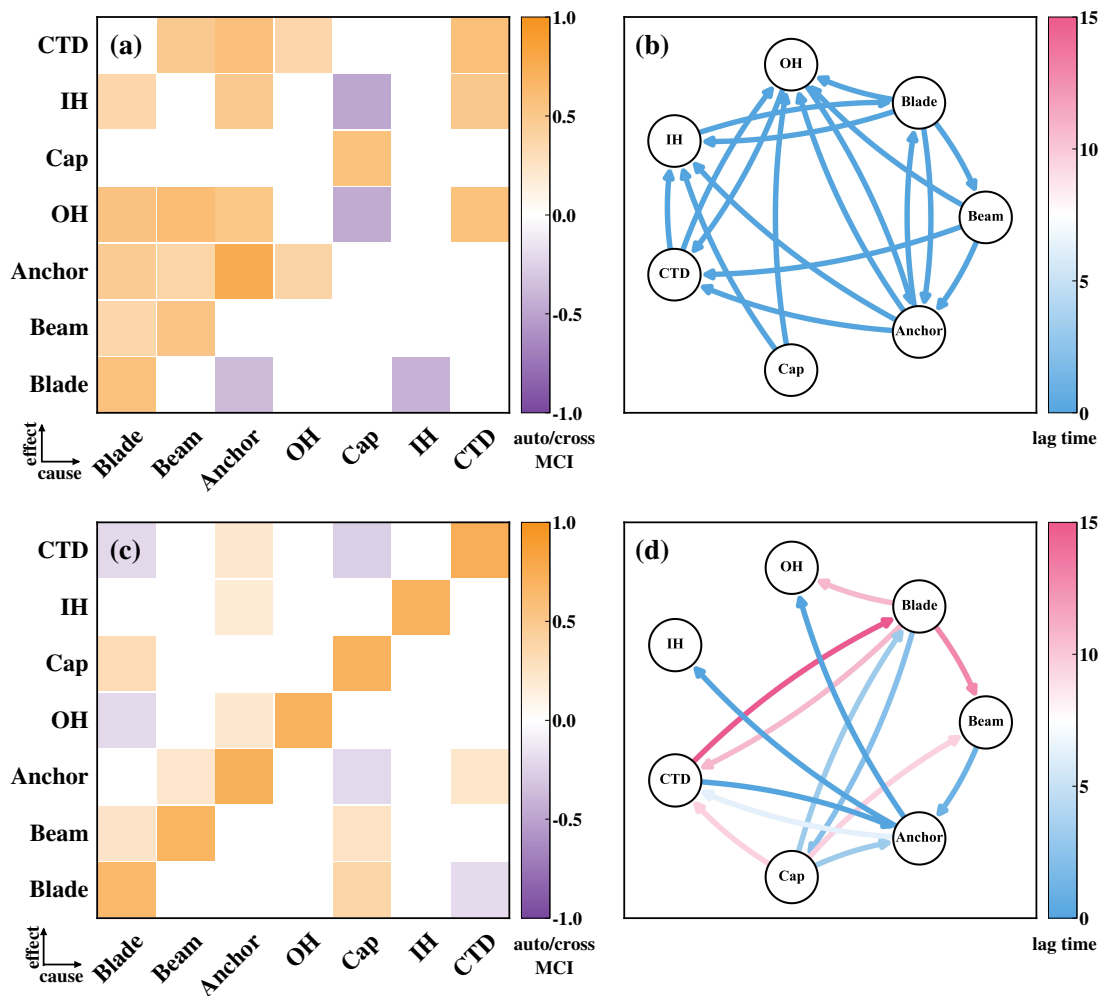 (a)
CTD
IH
Cap
OH
Anchor
Beam
Blade
effect
cause
Blade
Beam
Anchor
OH
Cap
IH
CTD
1.0
0.5
0.0
-0.5
-1.0
auto/cross
MCI
(b)
OH
Blade
IH
Beam
CTD
Anchor
Cap
15
10
5
0
lag time
(c)
CTD
IH
Cap
OH
Anchor
Beam
Blade
effect
cause
Blade
Beam
Anchor
OH
Cap
IH
CTD
1.0
0.5
0.0
-0.5
-1.0
auto/cross
MCI
(d)
OH
Blade
IH
Beam
CTD
Anchor
Cap
15
10
5
0
lag time